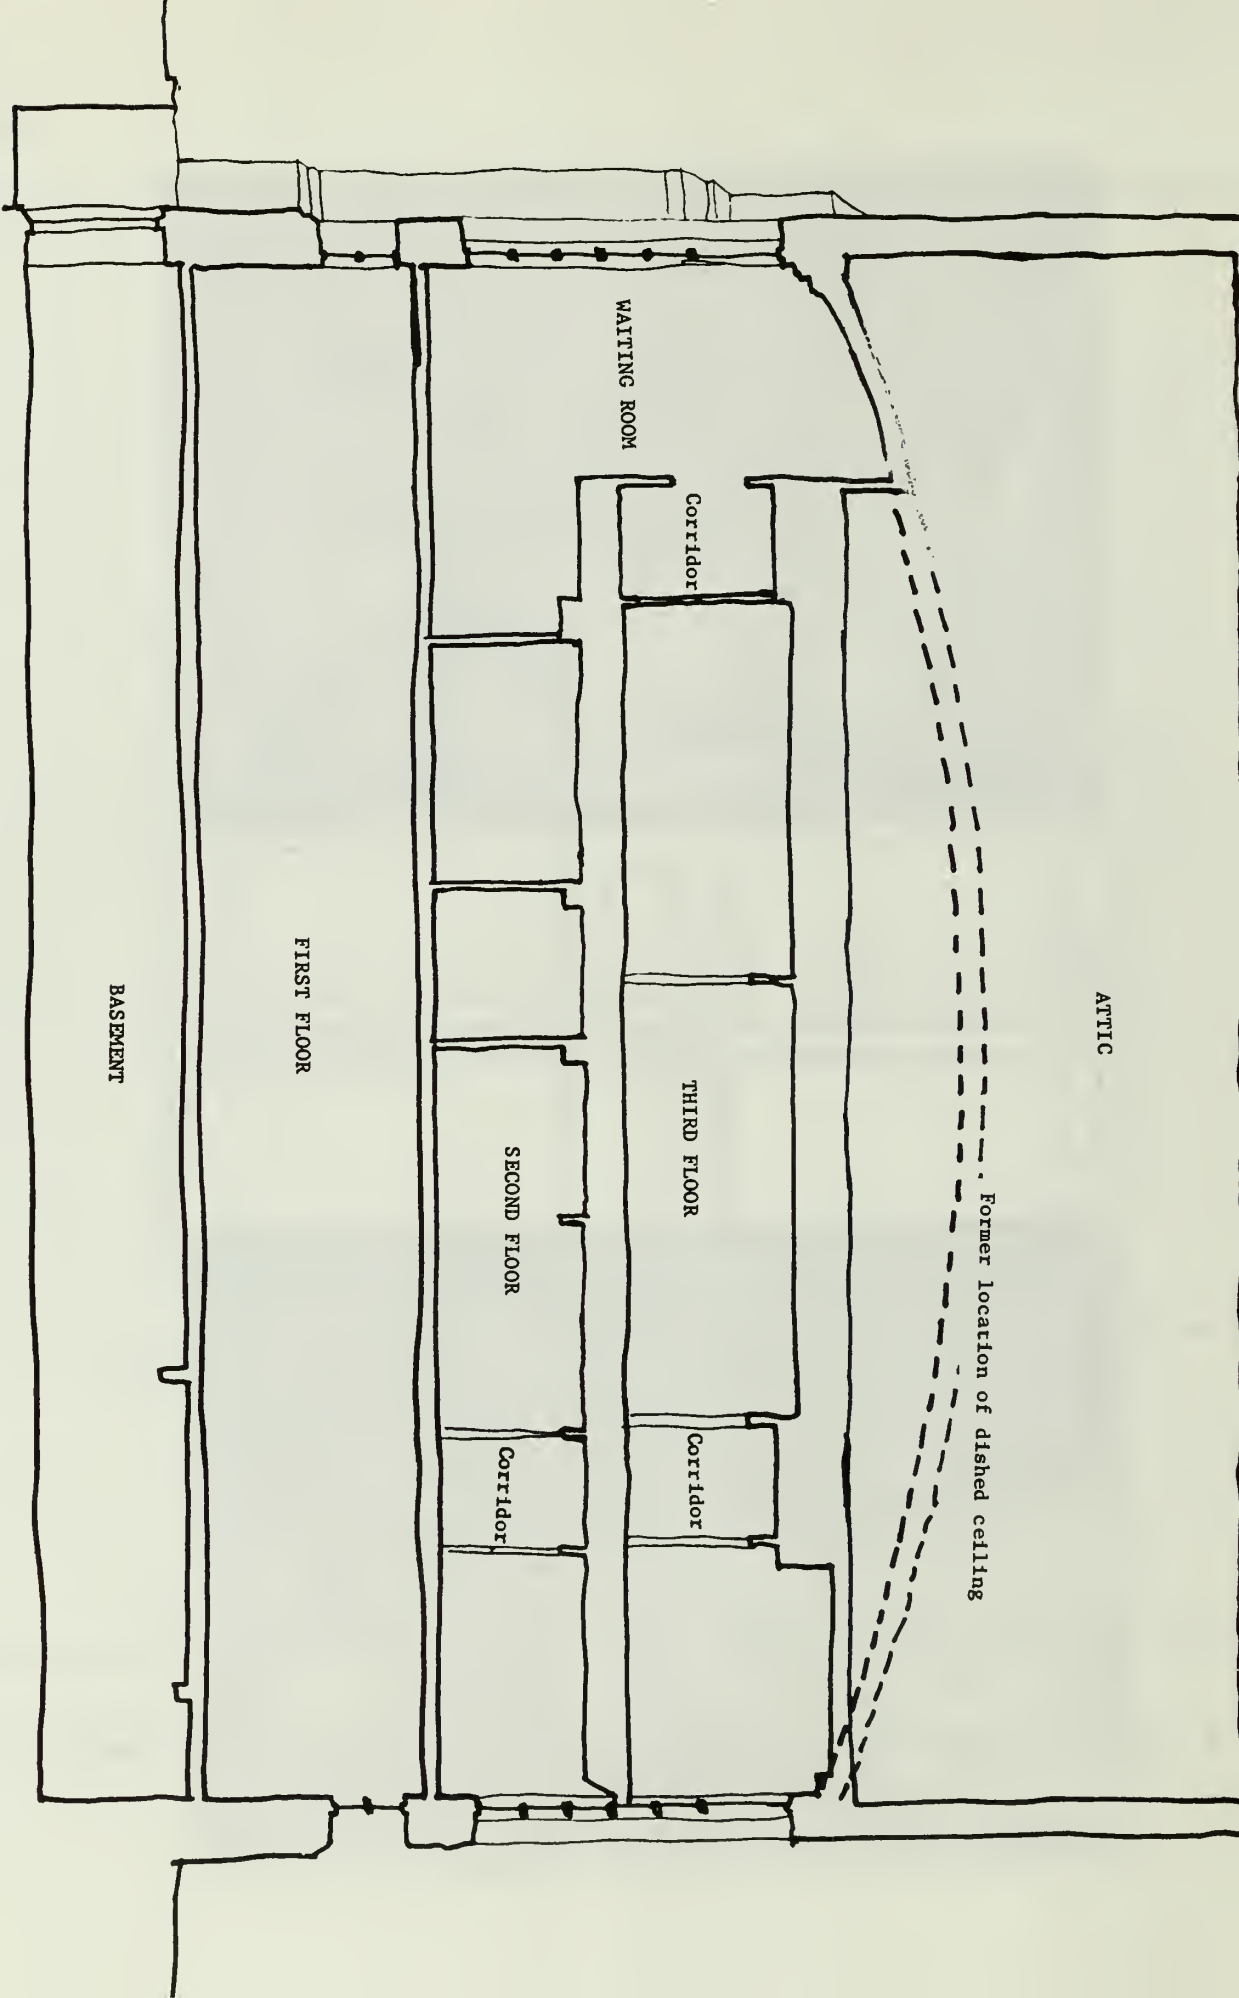 ATTIC
Former location of dished ceiling
WAITING ROOM
Corridor
THIRD FLOOR
Corridor
SECOND FLOOR
Corridor
FIRST FLOOR
BASEMENT